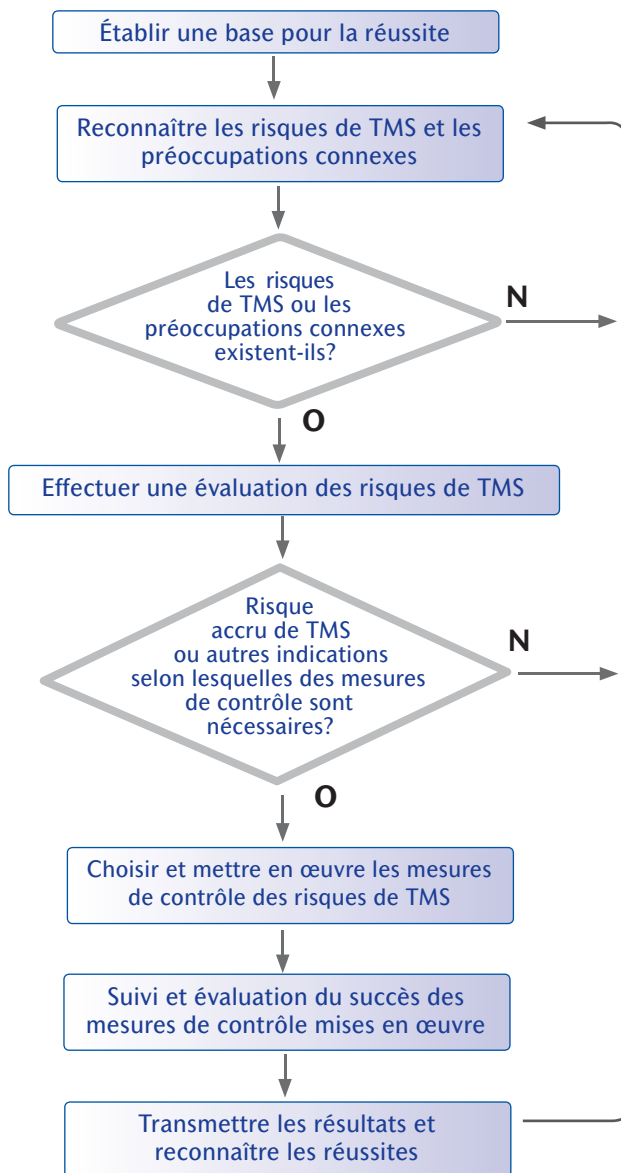 Établir une base pour la réussite
Reconnaître les risques de TMS et les
préoccupations connexes
Les risques
de TMS ou les
préoccupations connexes
existent-ils?
N
O
Effectuer une évaluation des risques de TMS
Risque
accru de TMS
ou autres indications
selon lesquelles des mesures
de contrôle sont
nécessaires?
N
O
Choisir et mettre en œuvre les mesures
de contrôle des risques de TMS
Suivi et évaluation du succès des
mesures de contrôle mises en œuvre
Transmettre les résultats et
reconnaître les réussites